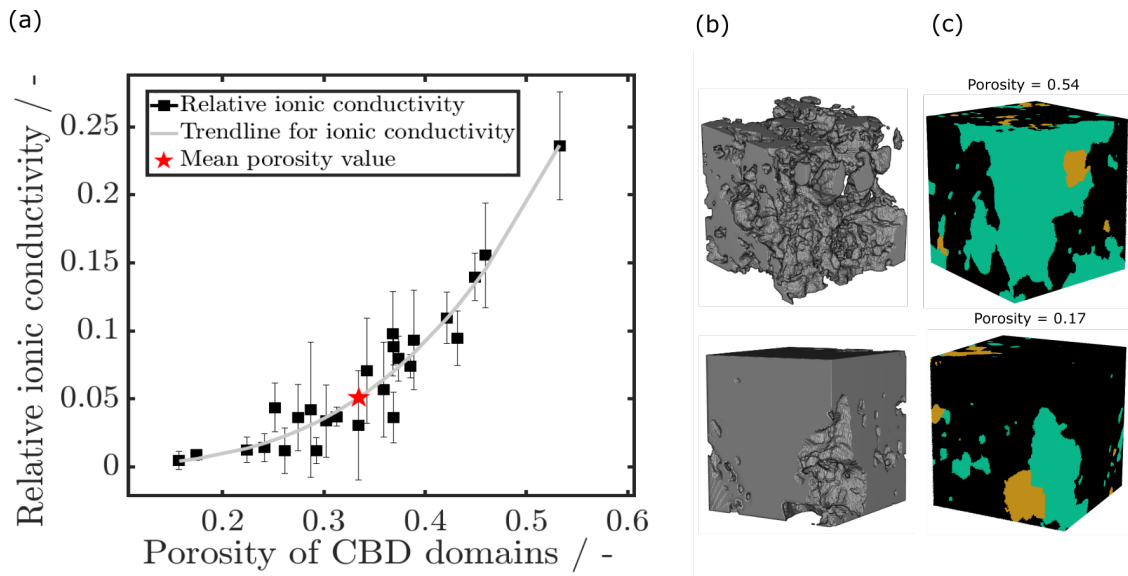 (a)
(b)
(c)
Relative ionic conductivity / -
0.25
0.2
0.15
0.1
0.05
0
Relative ionic conductivity
Trendline for ionic conductivity
Mean porosity value
0.2
0.3
0.4
0.5
0.6
Porosity of CBD domains / -
Porosity = 0.54
Porosity = 0.17